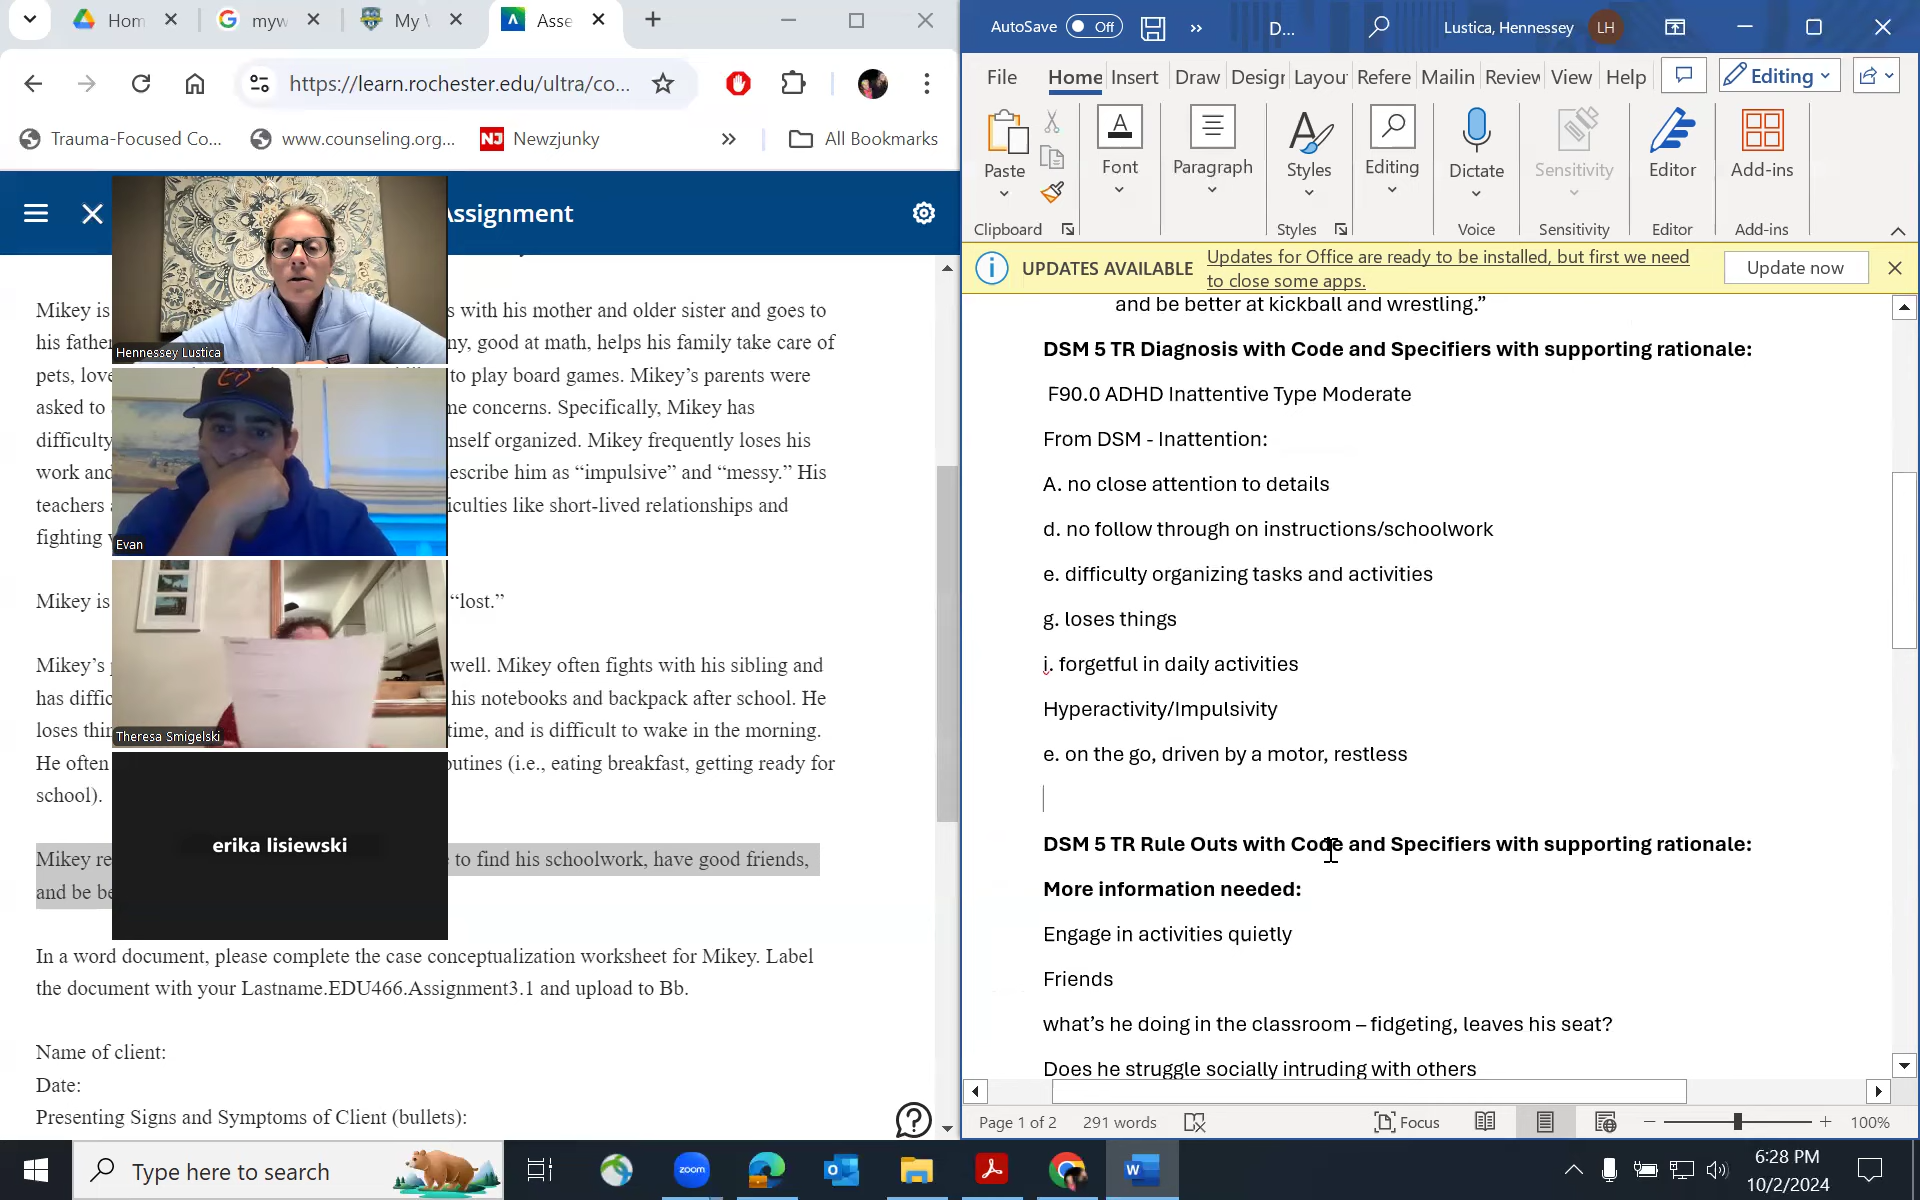 Hom
myw
My
Asse
https://learn.rochester.edu/ultra/co...
Trauma-Focused Co...
www.counseling.org...
NJ
Newzjunky
All Bookmarks
Assignment
Mikey is
s with his mother and older sister and goes to
his father
ny, good at math, helps his family take care of
pets, love
to play board games. Mikey's parents were
asked to
me concerns. Specifically, Mikey has
difficulty
mself organized. Mikey frequently loses his
work and
escribe him as “impulsive” and “messy.” His
teachers
iculties like short-lived relationships and
fighting
Mikey is
“lost.”
Mikey's
well. Mikey often fights with his sibling and
has diffic
his notebooks and backpack after school. He
loses thin
time, and is difficult to wake in the morning.
He often
outines (i.e., eating breakfast, getting ready for
school).
Mikey re
to find his schoolwork, have good friends,
and be be
In a word document, please complete the case conceptualization worksheet for Mikey. Label
the document with your Lastname.EDU466.Assignment3.1 and upload to Bb.
Name of client:
Date:
Presenting Signs and Symptoms of Client (bullets):
Hennessey Lustica
Evan
Theresa Smigelski
erika lisiewski
AutoSave Off
D...
Lustica, Hennessey
LH
File Home Insert Draw Design Layou Refere Mailin Review View Help
Editing
Paste
Font
Paragraph
Styles
Editing
Dictate
Sensitivity
Editor
Add-ins
Clipboard
Styles
Voice
Sensitivity
Editor
Add-ins
UPDATES AVAILABLE
Updates for Office are ready to be installed, but first we need
to close some apps.
Update now
and be better at kickball and wrestling.”
DSM 5 TR Diagnosis with Code and Specifiers with supporting rationale:
F90.0 ADHD Inattentive Type Moderate
From DSM - Inattention:
A. no close attention to details
d. no follow through on instructions/schoolwork
e. difficulty organizing tasks and activities
g. loses things
i. forgetful in daily activities
Hyperactivity/Impulsivity
e. on the go, driven by a motor, restless
DSM 5 TR Rule Outs with Code and Specifiers with supporting rationale:
More information needed:
Engage in activities quietly
Friends
what's he doing in the classroom – fidgeting, leaves his seat?
Does he struggle socially intruding with others
Page 1 of 2
291 words
Focus
100%
Type here to search
zoom
6:28 PM
10/2/2024